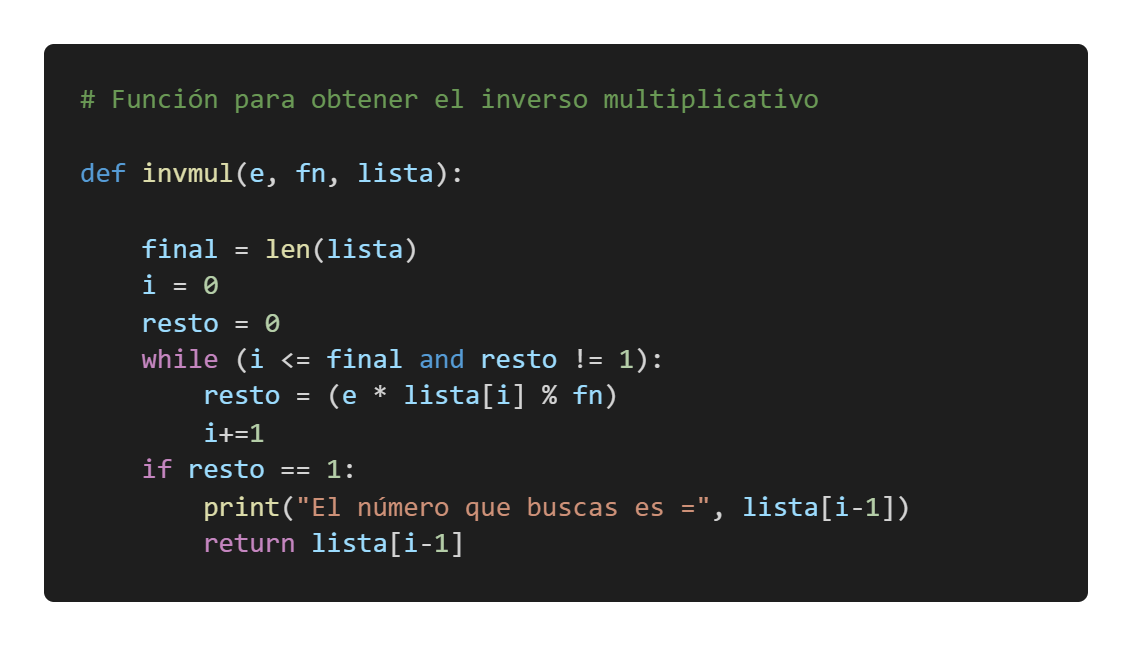 # Función para obtener el inverso multiplicativo
def invmul(e, fn, lista):
    final = len(lista)
    i = 0
    resto = 0
    while (i <= final and resto != 1):
        resto = (e * lista[i] % fn)
        i+=1
    if resto == 1:
        print("El número que buscas es =", lista[i-1])
        return lista[i-1]